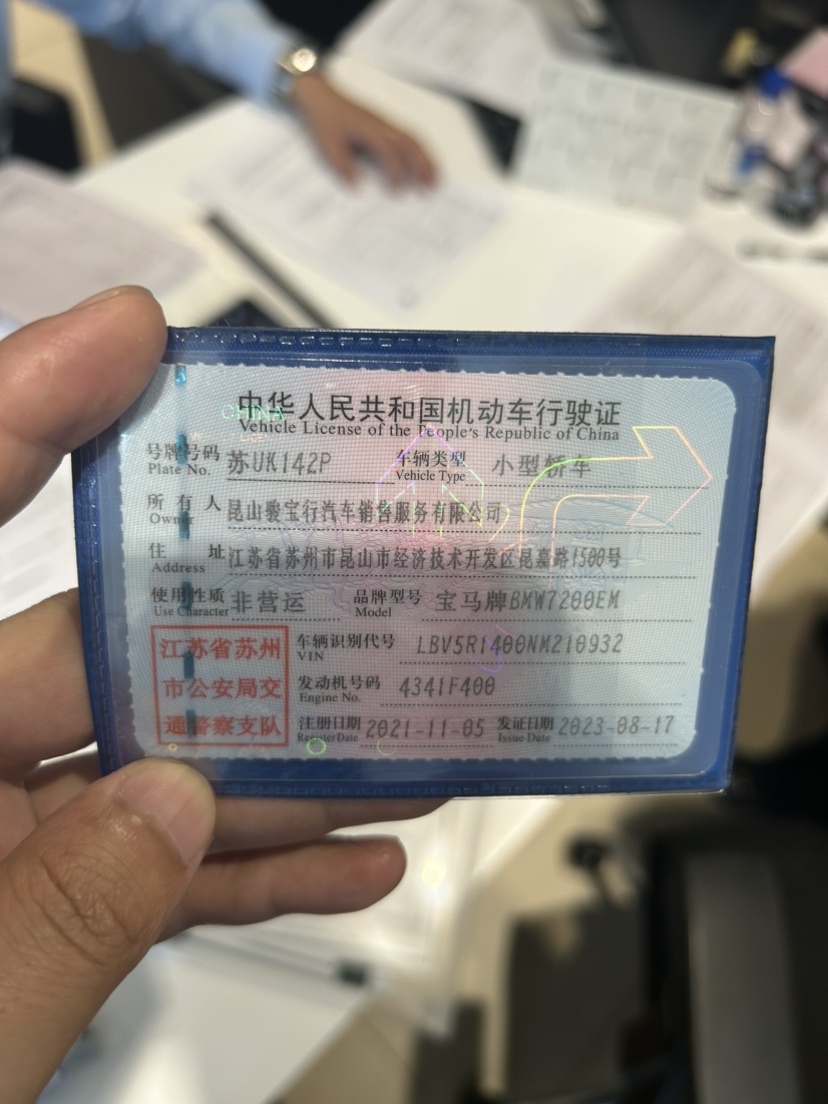 中华人民共和国机动车行驶证
Vehicle License of the People's Republic of China
号牌号码 苏UK142P 车辆类型 小型轿车
Plate No. Vehicle Type
所有人 昆山骏宝行汽车销售服务有限公司
Owner
住址 江苏省苏州市昆山市经济技术开发区昆嘉路1500号
Address
使用性质 非营运 品牌型号 宝马牌BMW7200EM
Use Character Model
江苏省苏州
市公安局交
通警察支队
车辆识别代号 LBV5R1400NM210932
VIN
发动机号码 4341F400
Engine No.
注册日期 2021-11-05 发证日期 2023-08-17
Register Date Issue Date
CHINA